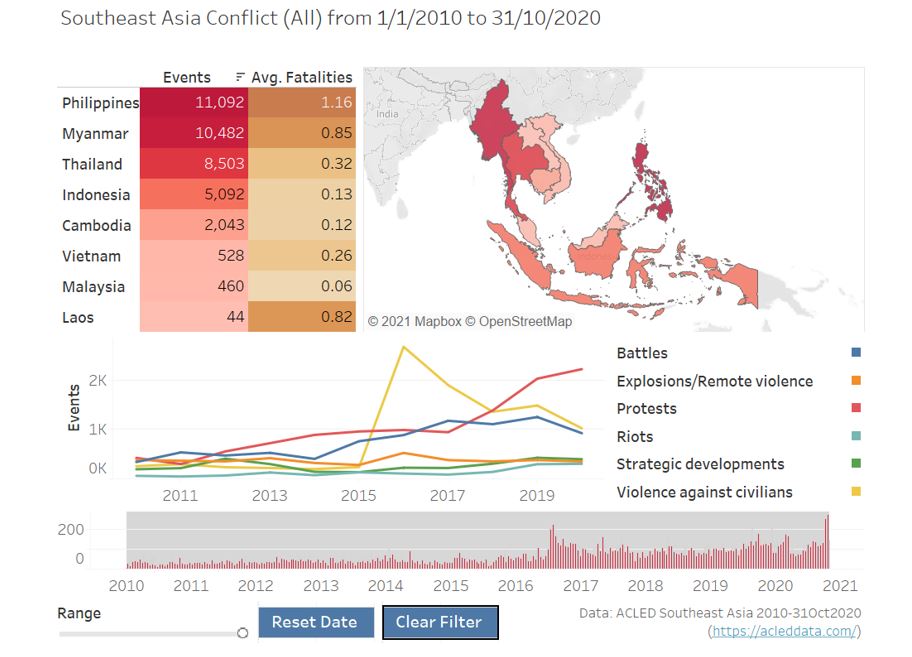 Southeast Asia Conflict (All) from 1/1/2010 to 31/10/2020
Events Avg. Fatalities
Philippines 11,092 1.16
Myanmar 10,482 0.85
Thailand 8,503 0.32
Indonesia 5,092 0.13
Cambodia 2,043 0.12
Vietnam 528 0.26
Malaysia 460 0.06
Laos 44 0.82
India
Indonesia
© 2021 Mapbox © OpenStreetMap
Events
2K
1K
0K
2011 2013 2015 2017 2019
Battles
Explosions/Remote violence
Protests
Riots
Strategic developments
Violence against civilians
200
0
2010 2011 2012 2013 2014 2015 2016 2017 2018 2019 2020 2021
Range
Reset Date
Clear Filter
Data: ACLED Southeast Asia 2010-31Oct2020
(https://acleddata.com/)